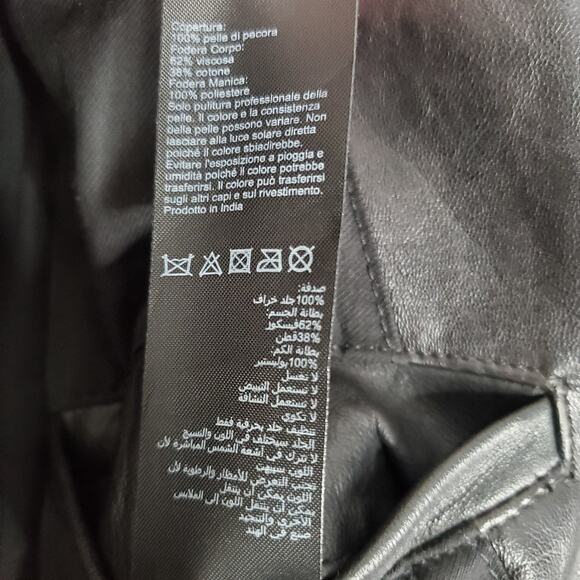 Copertura:
100% pelle di pecora
Fodera Corpo:
62% viscosa
38% cotone
Fodera Manica:
100% poliestere
Solo pulitura professionale della
pelle. Il colore e la consistenza
della pelle possono variare. Non
lasciare alla luce solare diretta
poiché il colore sbiadirebbe.
Evitare l'esposizione a pioggia e
umidità poiché il colore potrebbe
trasferirsi. Il colore può trasferirsi
sugli altri capi e sul rivestimento.
Prodotto in India
صدفة:
100%جلد خراف
بطانة الجسم:
62%فيسكوز
38%قطن
بطانة الكم:
100%بوليستير
لا تغسل
لا تستعمل التبييض
لا تستعمل النشافة
لا تكوي
تنظيف جلد بحرفية فقط
الجلد سيختلف في اللون والنسيج
لا تترك في أشعة الشمس المباشرة لأن
اللون سيبهت
تجنب التعرض للأمطار والرطوبة لأن
اللون يمكن أن ينتقل
يمكن أن ينتقل اللون الى الملابس
الأخرى والتنجيد
صنع في الهند